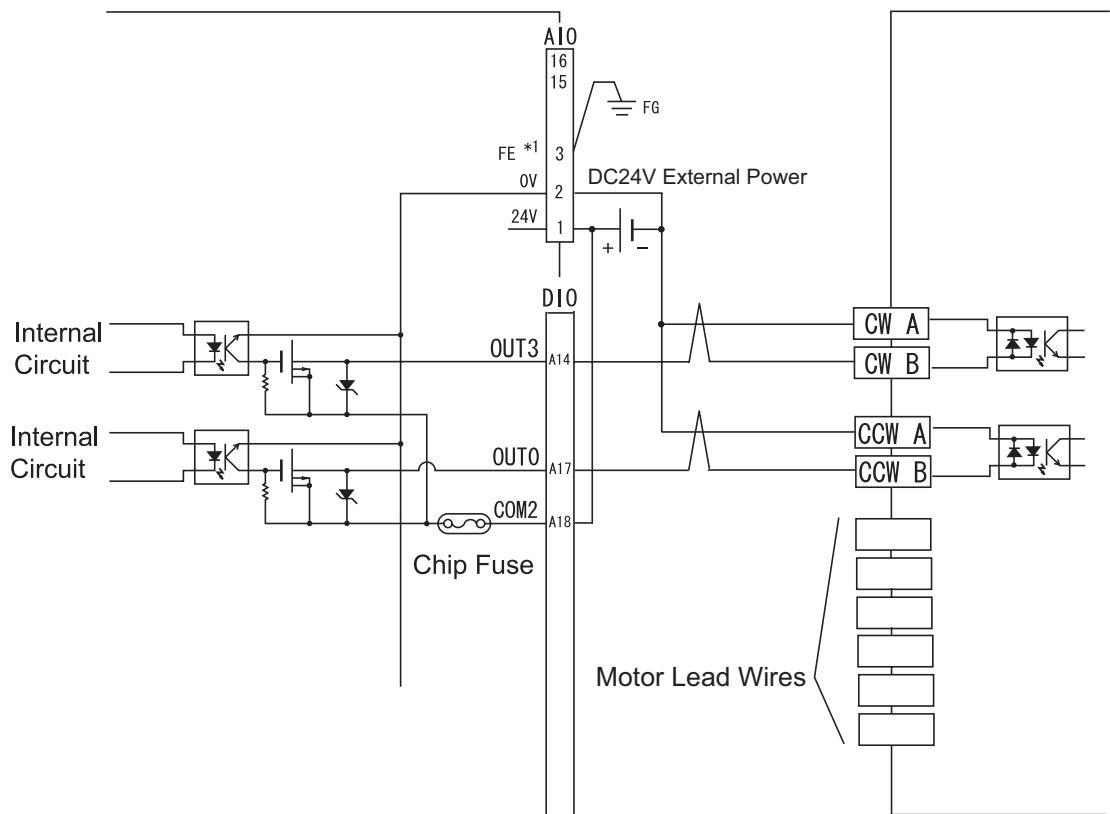 AIO
16
15
FG
FE *1
3
0V
2
DC24V External Power
24V
1
+
−
DIO
Internal
Circuit
OUT3
A14
CW A
CW B
Internal
Circuit
OUT0
A17
CCW A
CCW B
COM2
A18
Chip Fuse
Motor Lead Wires